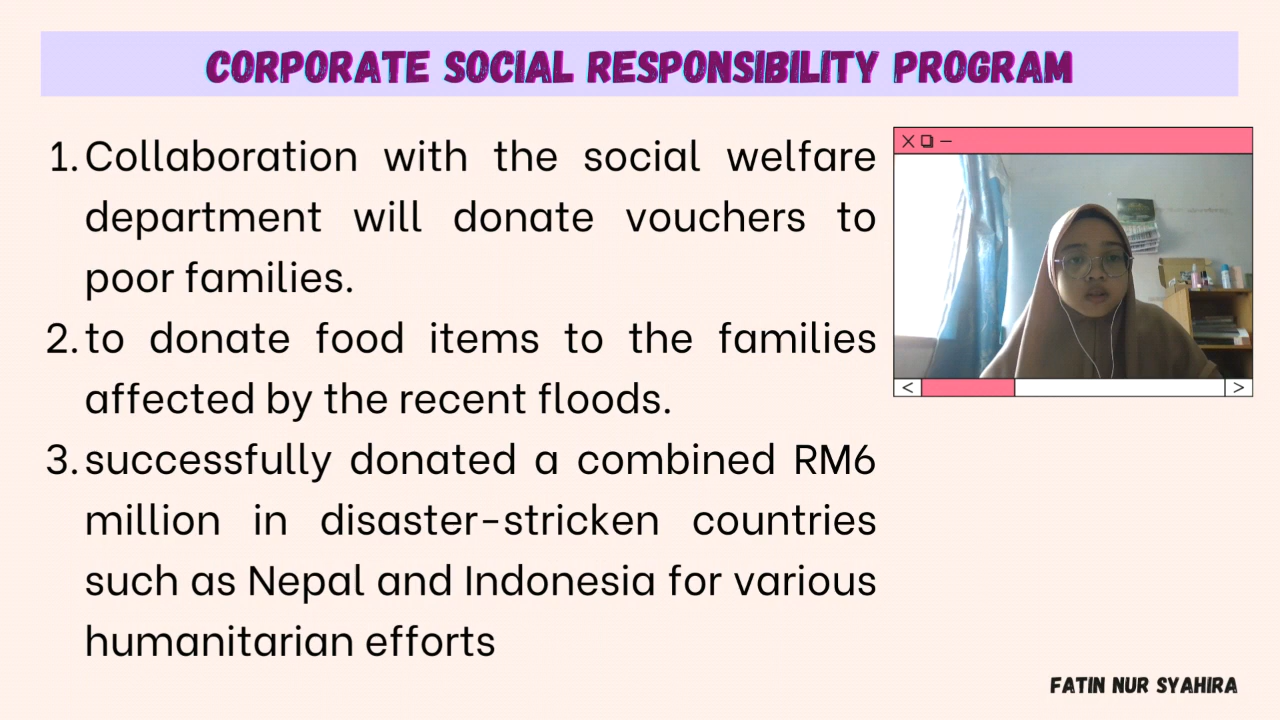 CORPORATE SOCIAL RESPONSIBILITY PROGRAM
1. Collaboration with the social welfare
department will donate vouchers to
poor families.
2. to donate food items to the families
affected by the recent floods.
3. successfully donated a combined RM6
million in disaster-stricken countries
such as Nepal and Indonesia for various
humanitarian efforts
FATIN NUR SYAHIRA